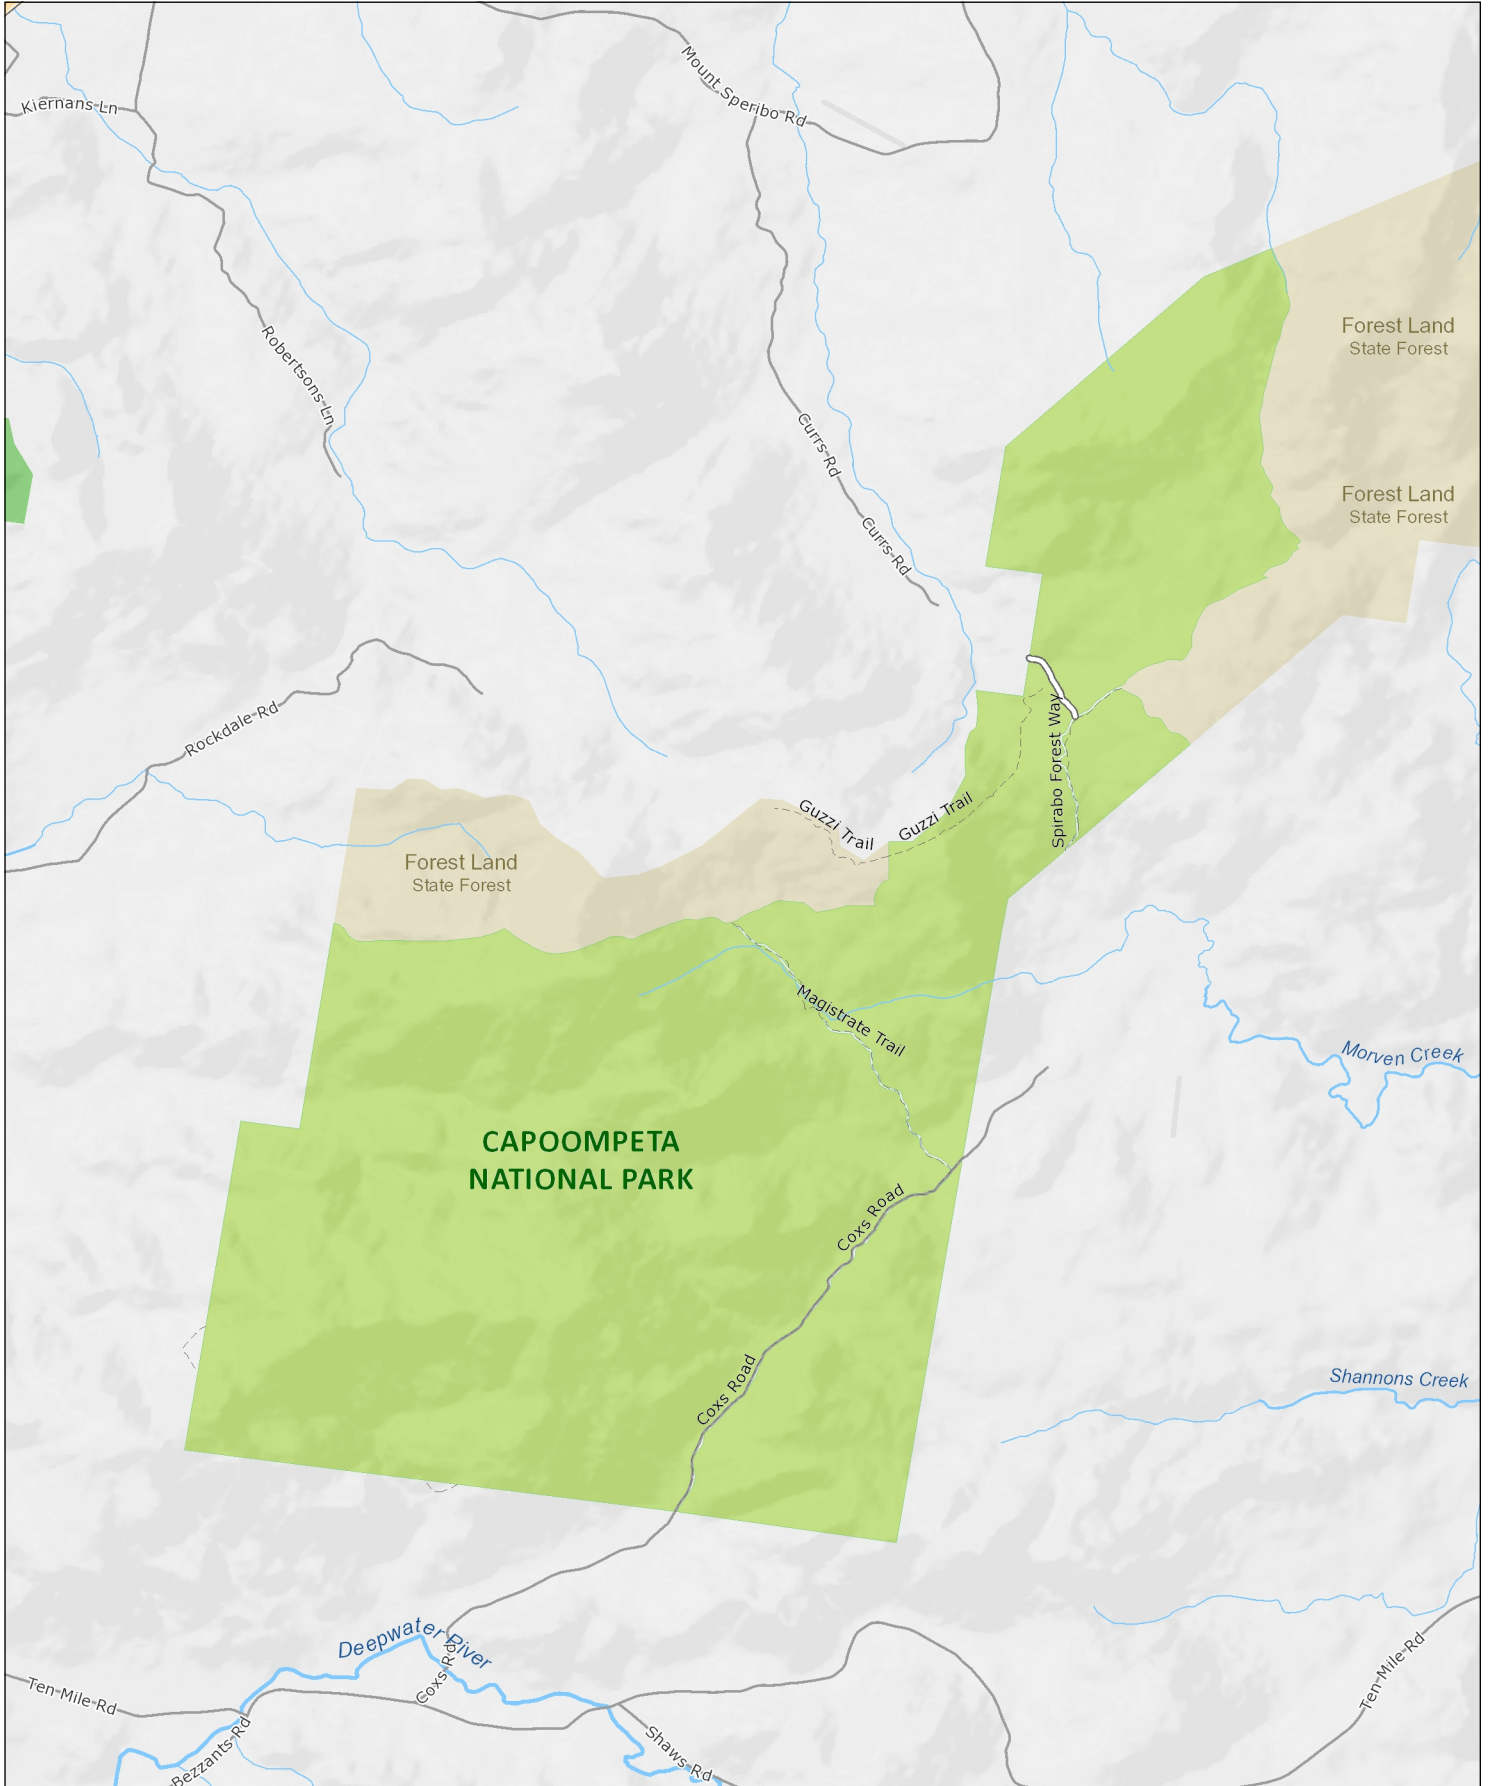 Kiernans Ln
Mount Speribo Rd
Robertsons Ln
Forest Land
State Forest
Currs Rd
Forest Land
State Forest
Currs Rd
Rockdale Rd
Spirabo Forest Way
Guzzi Trail
Guzzi Trail
Forest Land
State Forest
Magistrate Trail
Morven Creek
CAPOOMPETA
NATIONAL PARK
Coxs Road
Coxs Road
Shannons Creek
Deepwater River
Coxs Rd
Ten Mile Rd
Ten Mile Rd
Bezzants Rd
Shaws Rd